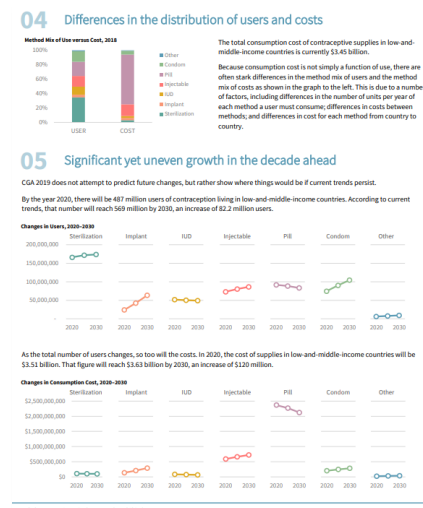 04 Differences in the distribution of users and costs
Method Mix of Use versus Cost, 2018
100%
80%
60%
40%
20%
0%
USER
COST
Other
Condom
Pill
Injectable
IUD
Implant
Sterilization
The total consumption cost of contraceptive supplies in low-and-
middle-income countries is currently $3.45 billion.
Because consumption cost is not simply a function of use, there are
often stark differences in the method mix of users and the method
mix of costs as shown in the graph to the left. This is due to a numbe
of factors, including differences in the number of units per year of
each method a user must consume; differences in costs between
methods; and differences in cost for each method from country to
country.
05 Significant yet uneven growth in the decade ahead
CGA 2019 does not attempt to predict future changes, but rather show where things would be if current trends persist.
By the year 2020, there will be 487 million users of contraception living in low-and-middle-income countries. According to current
trends, that number will reach 569 million by 2030, an increase of 82.2 million users.
Changes in Users, 2020–2030
Sterilization Implant IUD Injectable Pill Condom Other
200,000,000
150,000,000
100,000,000
50,000,000
-
2020 2030 2020 2030 2020 2030 2020 2030 2020 2030 2020 2030 2020 2030
As the total number of users changes, so too will the costs. In 2020, the cost of supplies in low-and-middle-income countries will be
$3.51 billion. That figure will reach $3.63 billion by 2030, an increase of $120 million.
Changes in Consumption Cost, 2020–2030
Sterilization Implant IUD Injectable Pill Condom Other
$2,500,000,000
$2,000,000,000
$1,500,000,000
$1,000,000,000
$500,000,000
$0
2020 2030 2020 2030 2020 2030 2020 2030 2020 2030 2020 2030 2020 2030